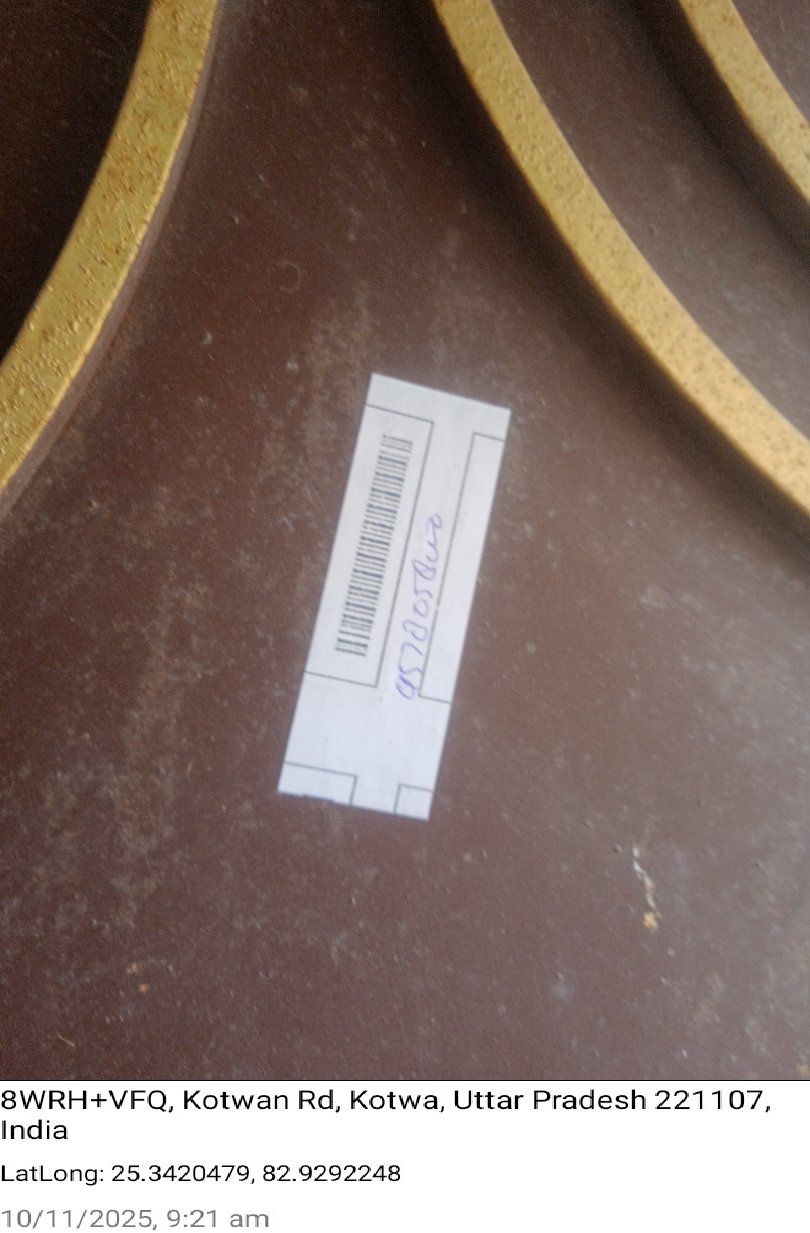 8WRH+VFQ, Kotwan Rd, Kotwa, Uttar Pradesh 221107,
India
LatLong: 25.3420479, 82.9292248
10/11/2025, 9:21 am